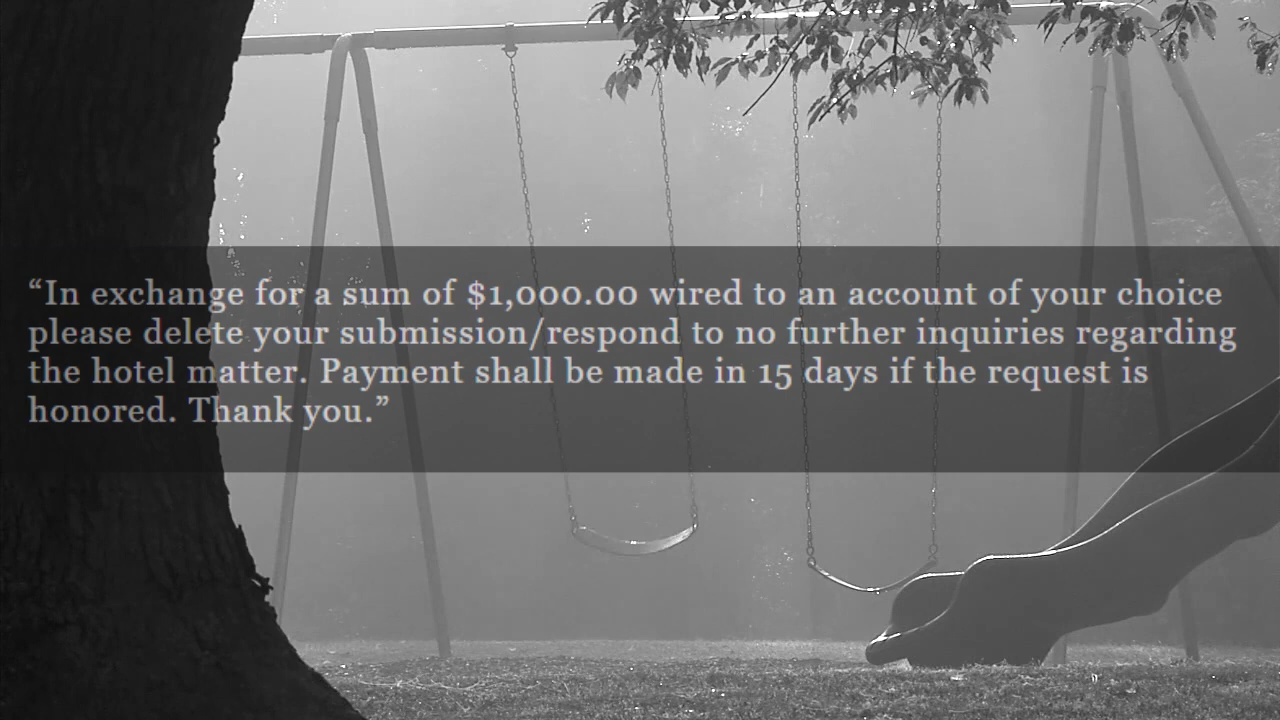 “In exchange for a sum of $1,000.00 wired to an account of your choice
please delete your submission/respond to no further inquiries regarding
the hotel matter. Payment shall be made in 15 days if the request is
honored. Thank you.”